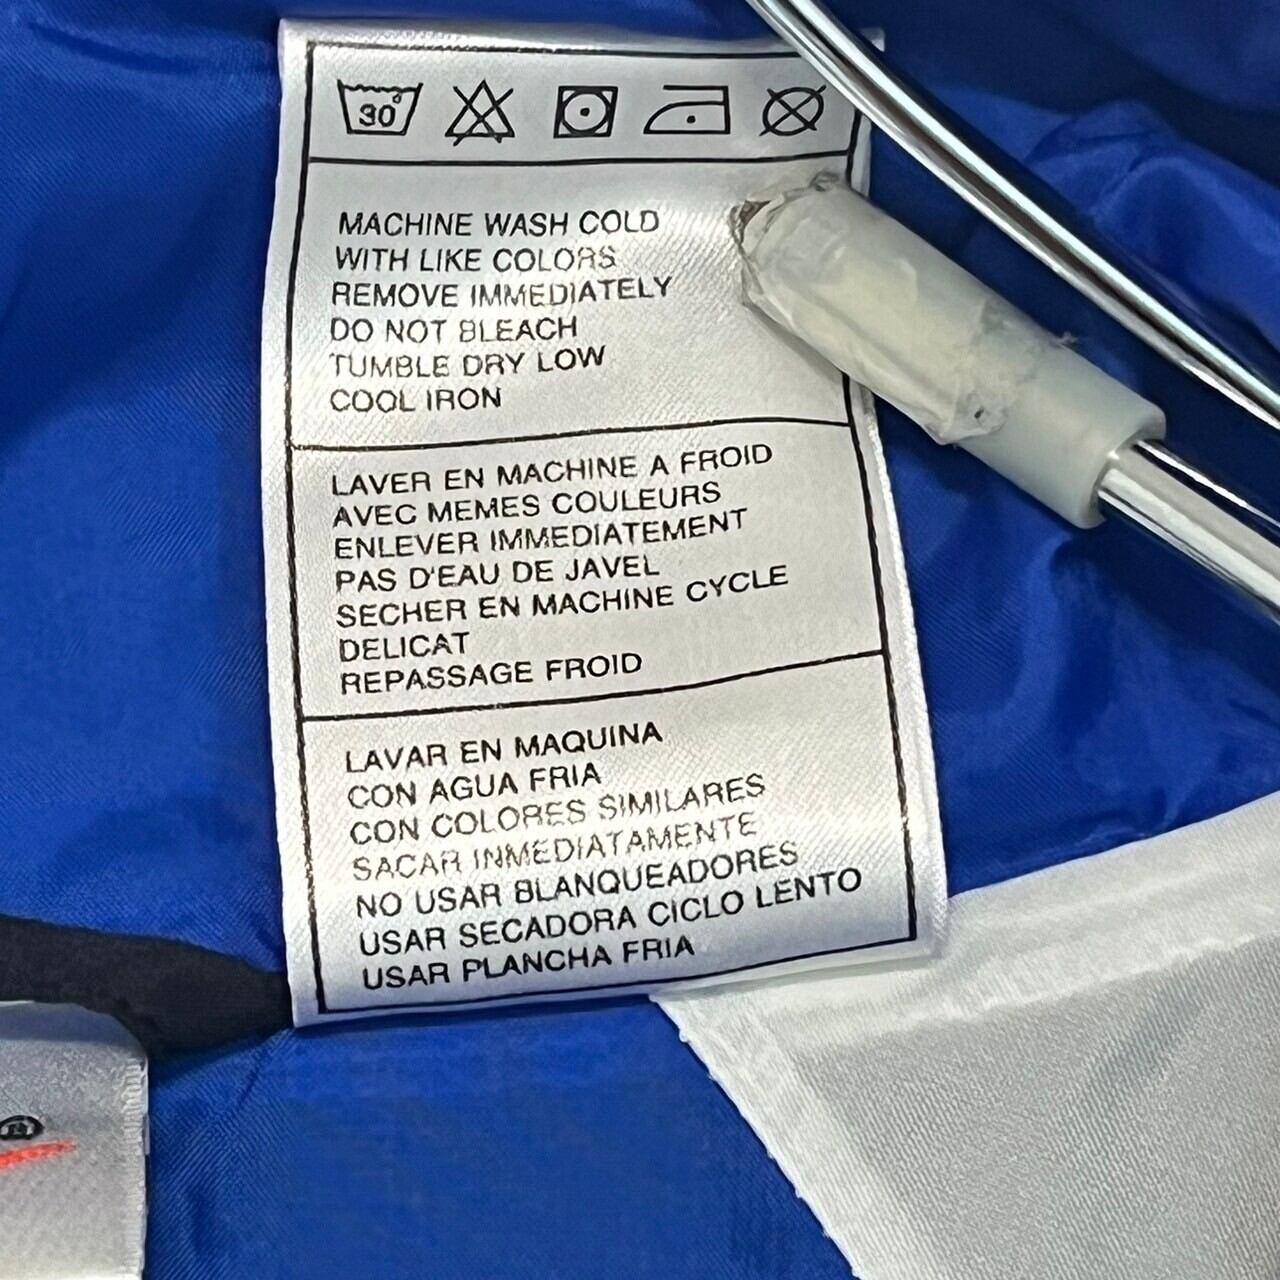 30°
MACHINE WASH COLD
WITH LIKE COLORS
REMOVE IMMEDIATELY
DO NOT BLEACH
TUMBLE DRY LOW
COOL IRON
LAVER EN MACHINE A FROID
AVEC MEMES COULEURS
ENLEVER IMMEDIATEMENT
PAS D'EAU DE JAVEL
SECHER EN MACHINE CYCLE
DELICAT
REPASSAGE FROID
LAVAR EN MAQUINA
CON AGUA FRIA
CON COLORES SIMILARES
SACAR INMEDIATAMENTE
NO USAR BLANQUEADORES
USAR SECADORA CICLO LENTO
USAR PLANCHA FRIA
®